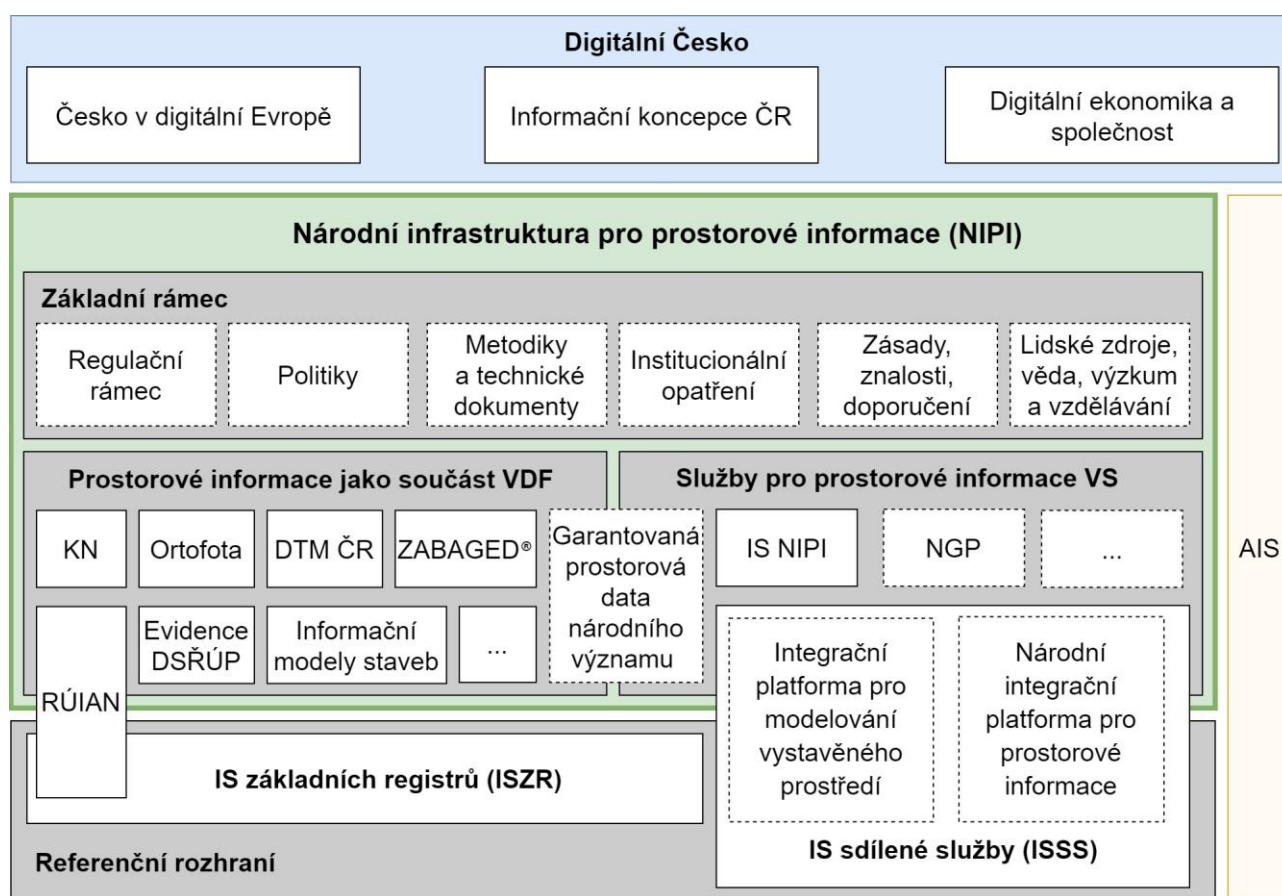 Digitální Česko
Česko v digitální Evropě
Informační koncepce ČR
Digitální ekonomika a
společnost
Národní infrastruktura pro prostorové informace (NIPI)
Základní rámec
Regulační
rámec
Politiky
Metodiky
a technické
dokumenty
Institucionální
opatření
Zásady,
znalosti,
doporučení
Lidské zdroje,
věda, výzkum
a vzdělávání
Prostorové informace jako součást VDF
KN
Ortofota
DTM ČR
ZABAGED®
Garantovaná
prostorová
data
národního
významu
RÚIAN
Evidence
DSŘÚP
Informační
modely staveb
...
Služby pro prostorové informace VS
IS NIPI
NGP
...
Integrační
platforma pro
modelování
vystavěného
prostředí
Národní
integrační
platforma pro
prostorové
informace
IS sdílené služby (ISSS)
IS základních registrů (ISZR)
Referenční rozhraní
AIS